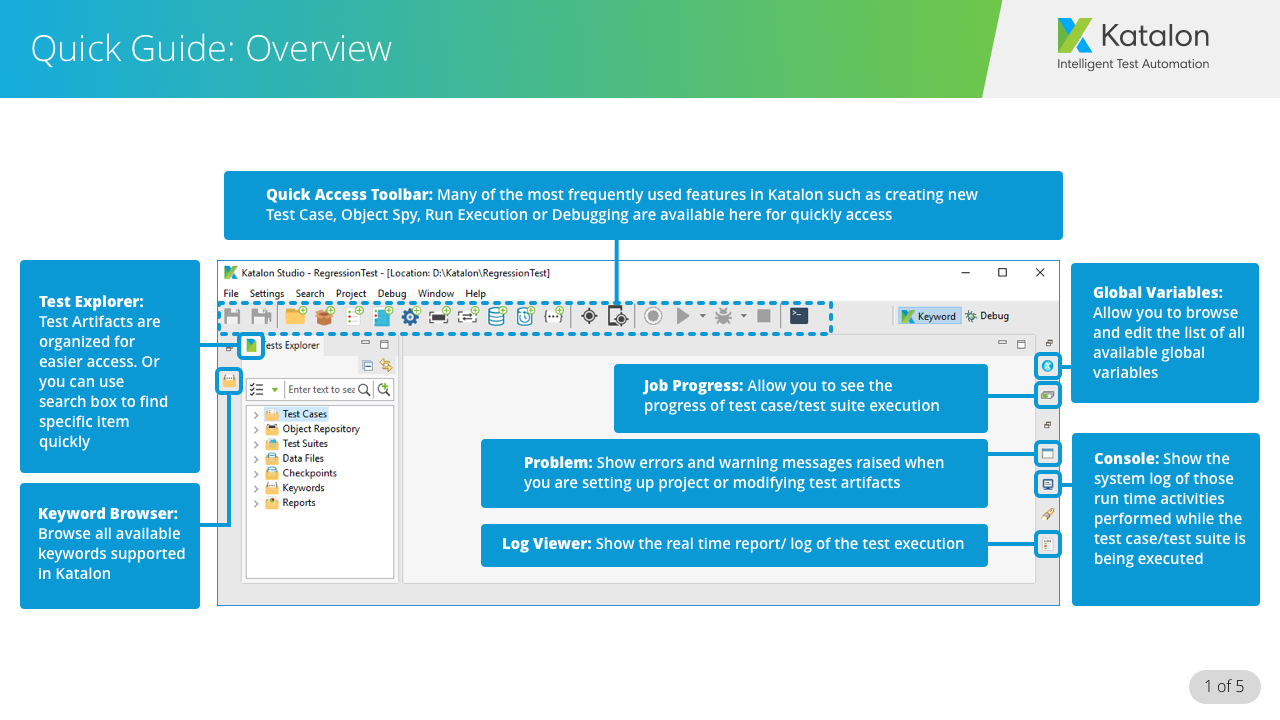 Quick Guide: Overview
Katalon
Intelligent Test Automation
Quick Access Toolbar: Many of the most frequently used features in Katalon such as creating new
Test Case, Object Spy, Run Execution or Debugging are available here for quickly access
Test Explorer:
Test Artifacts are
organized for
easier access. Or
you can use
search box to find
specific item
quickly
Keyword Browser:
Browse all available
keywords supported
in Katalon
Katalon Studio - RegressionTest - [Location: D:\Katalon\RegressionTest]
File Settings Search Project Debug Window Help
Keyword Debug
ests Explorer
Enter text to sea
Test Cases
Object Repository
Test Suites
Data Files
Checkpoints
Keywords
Reports
Job Progress: Allow you to see the
progress of test case/test suite execution
Problem: Show errors and warning messages raised when
you are setting up project or modifying test artifacts
Log Viewer: Show the real time report/ log of the test execution
Global Variables:
Allow you to browse
and edit the list of all
available global
variables
Console: Show the
system log of those
run time activities
performed while the
test case/test suite is
being executed
1 of 5